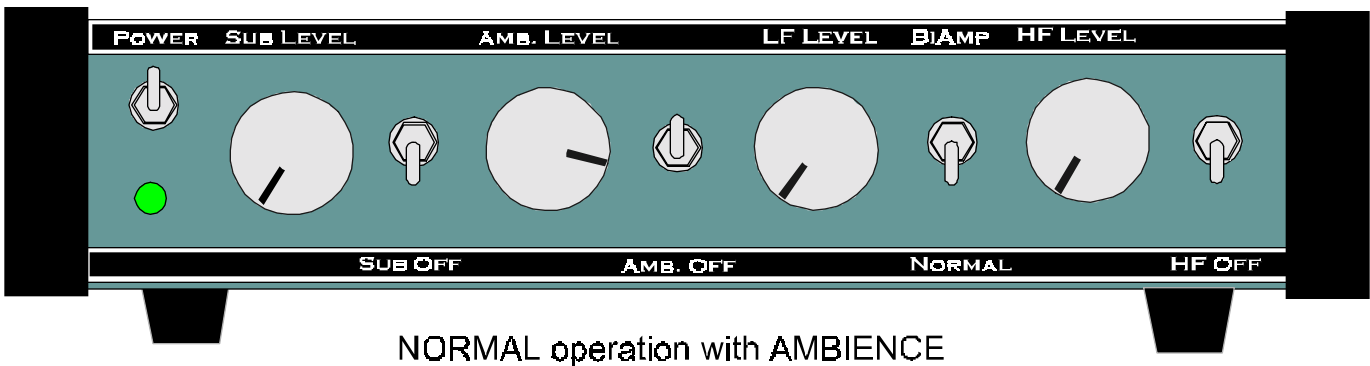 POWER SUB LEVEL AMB. LEVEL LF LEVEL BIAMP HF LEVEL
SUB OFF AMB. OFF NORMAL HF OFF
NORMAL operation with AMBIENCE